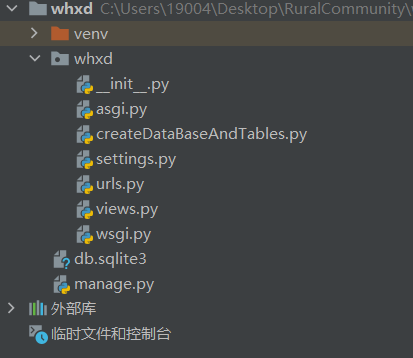 whxd C:\Users\19004\Desktop\RuralCommunity\
venv
whxd
__init__.py
asgi.py
createDataBaseAndTables.py
settings.py
urls.py
views.py
wsgi.py
db.sqlite3
manage.py
外部库
临时文件和控制台